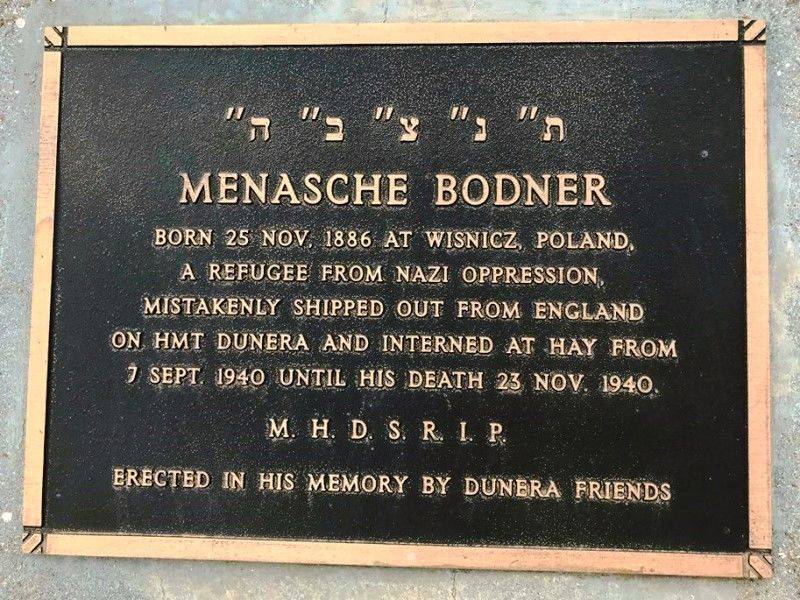 ת״ נ״ צ״ ב״ ה״
MENASCHE BODNER
BORN 25 NOV. 1886 AT WISNICZ, POLAND,
A REFUGEE FROM NAZI OPPRESSION,
MISTAKENLY SHIPPED OUT FROM ENGLAND
ON HMT DUNERA AND INTERNED AT HAY FROM
7 SEPT. 1940 UNTIL HIS DEATH 23 NOV. 1940.
M. H. D. S. R. I. P.
ERECTED IN HIS MEMORY BY DUNERA FRIENDS